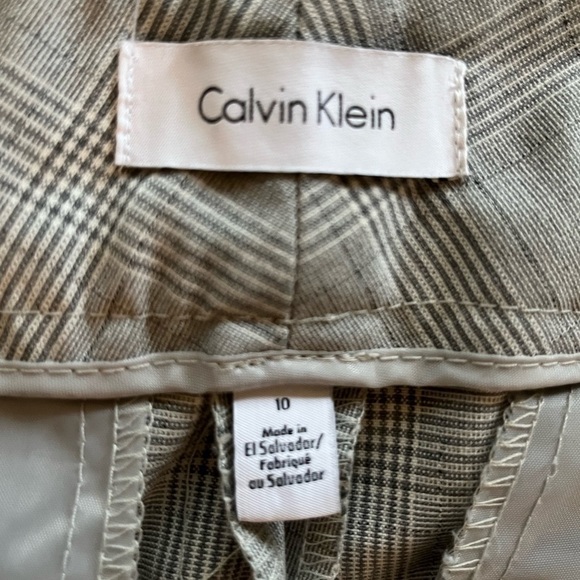 Calvin Klein
10
Made in
El Salvador/
Fabriqué
au Salvador